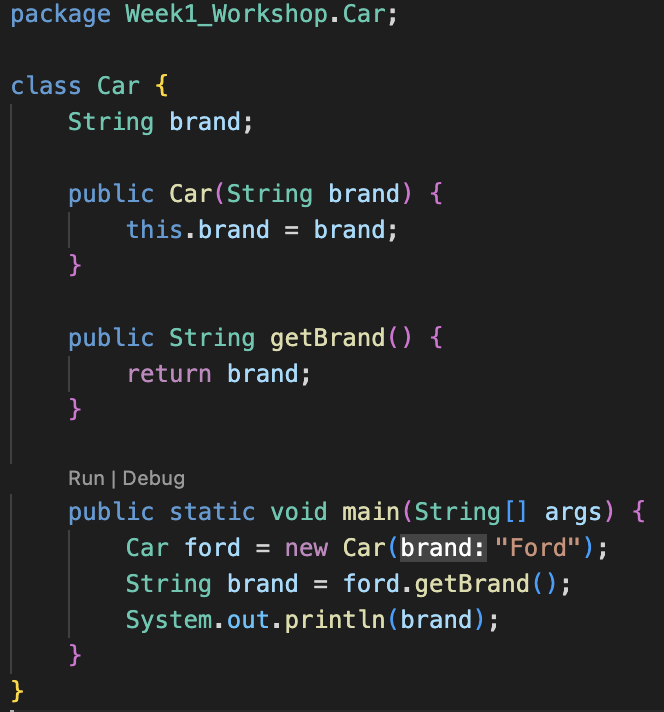 package Week1_Workshop.Car;
class Car {
String brand;
public Car(String brand) {
this.brand = brand;
}
public String getBrand() {
return brand;
}
Run | Debug
public static void main(String[] args) {
Car ford = new Car(brand:"Ford");
String brand = ford.getBrand();
System.out.println(brand);
}
}